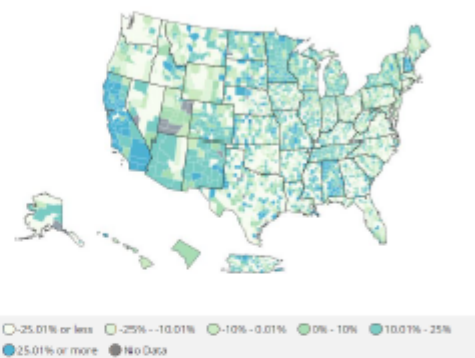 -25.01% or less -25% - -10.01% -10% - 0.01% 0% - 10% 10.01% - 25%
25.01% or more No Data